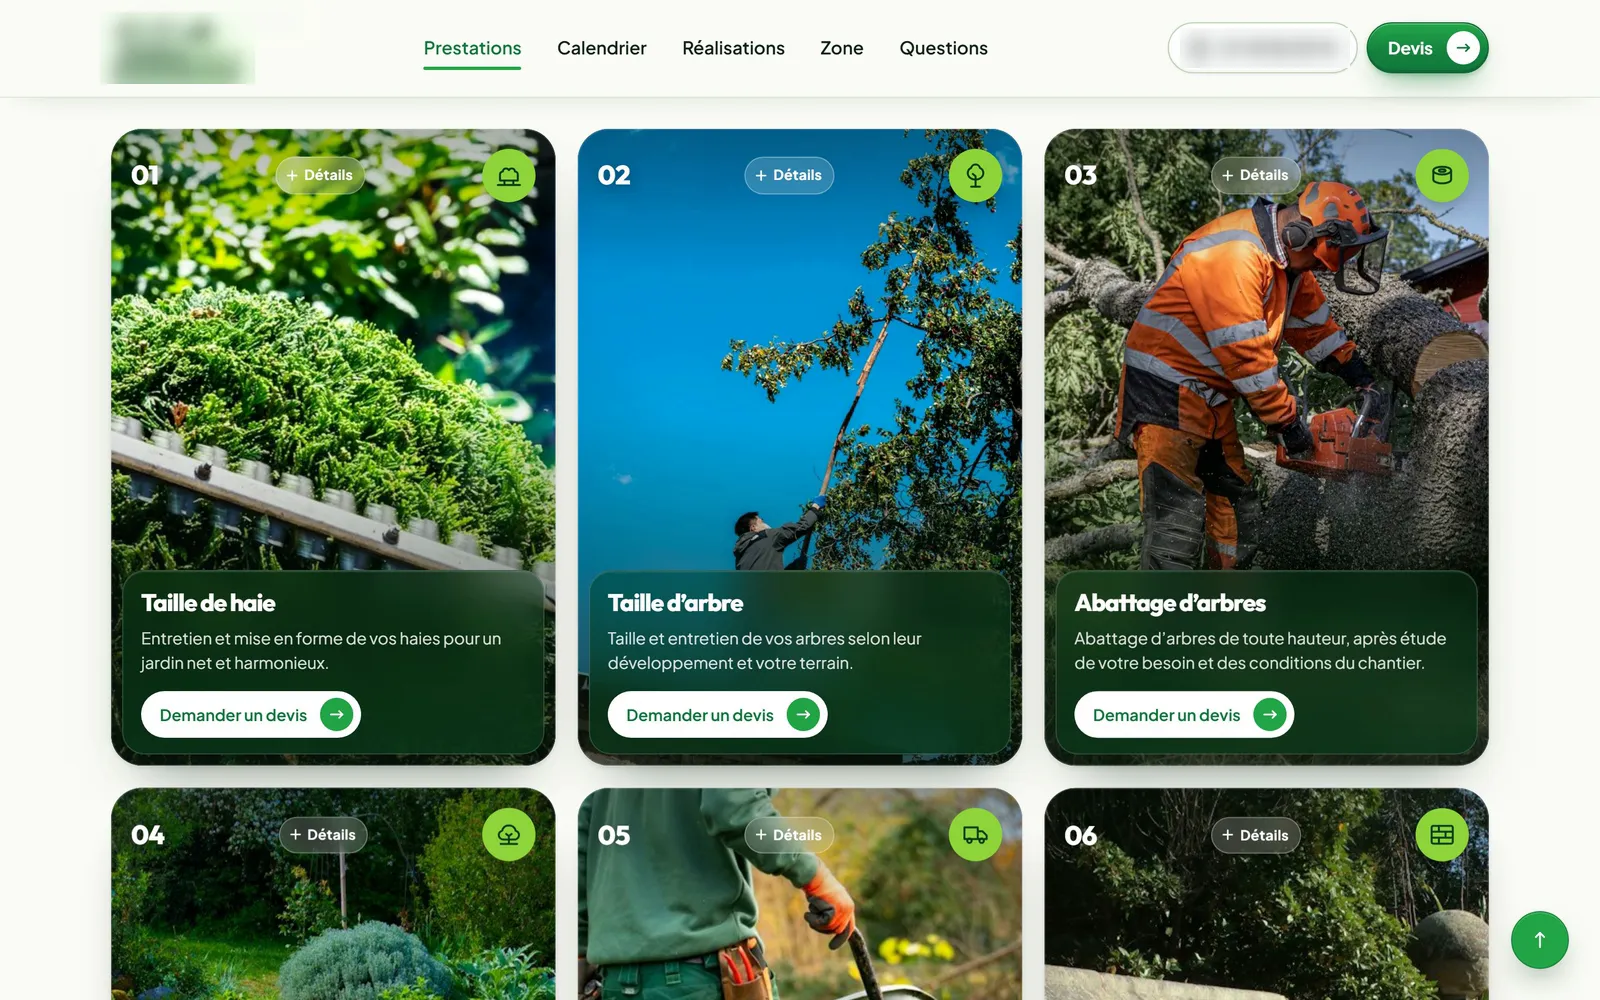 Prestations
Calendrier
Réalisations
Zone
Questions
Devis
01
+ Détails
02
+ Détails
03
+ Détails
Taille de haie
Entretien et mise en forme de vos haies pour un
jardin net et harmonieux.
Demander un devis
Taille d’arbre
Taille et entretien de vos arbres selon leur
développement et votre terrain.
Demander un devis
Abattage d’arbres
Abattage d’arbres de toute hauteur, après étude
de votre besoin et des conditions du chantier.
Demander un devis
04
+ Détails
05
+ Détails
06
+ Détails